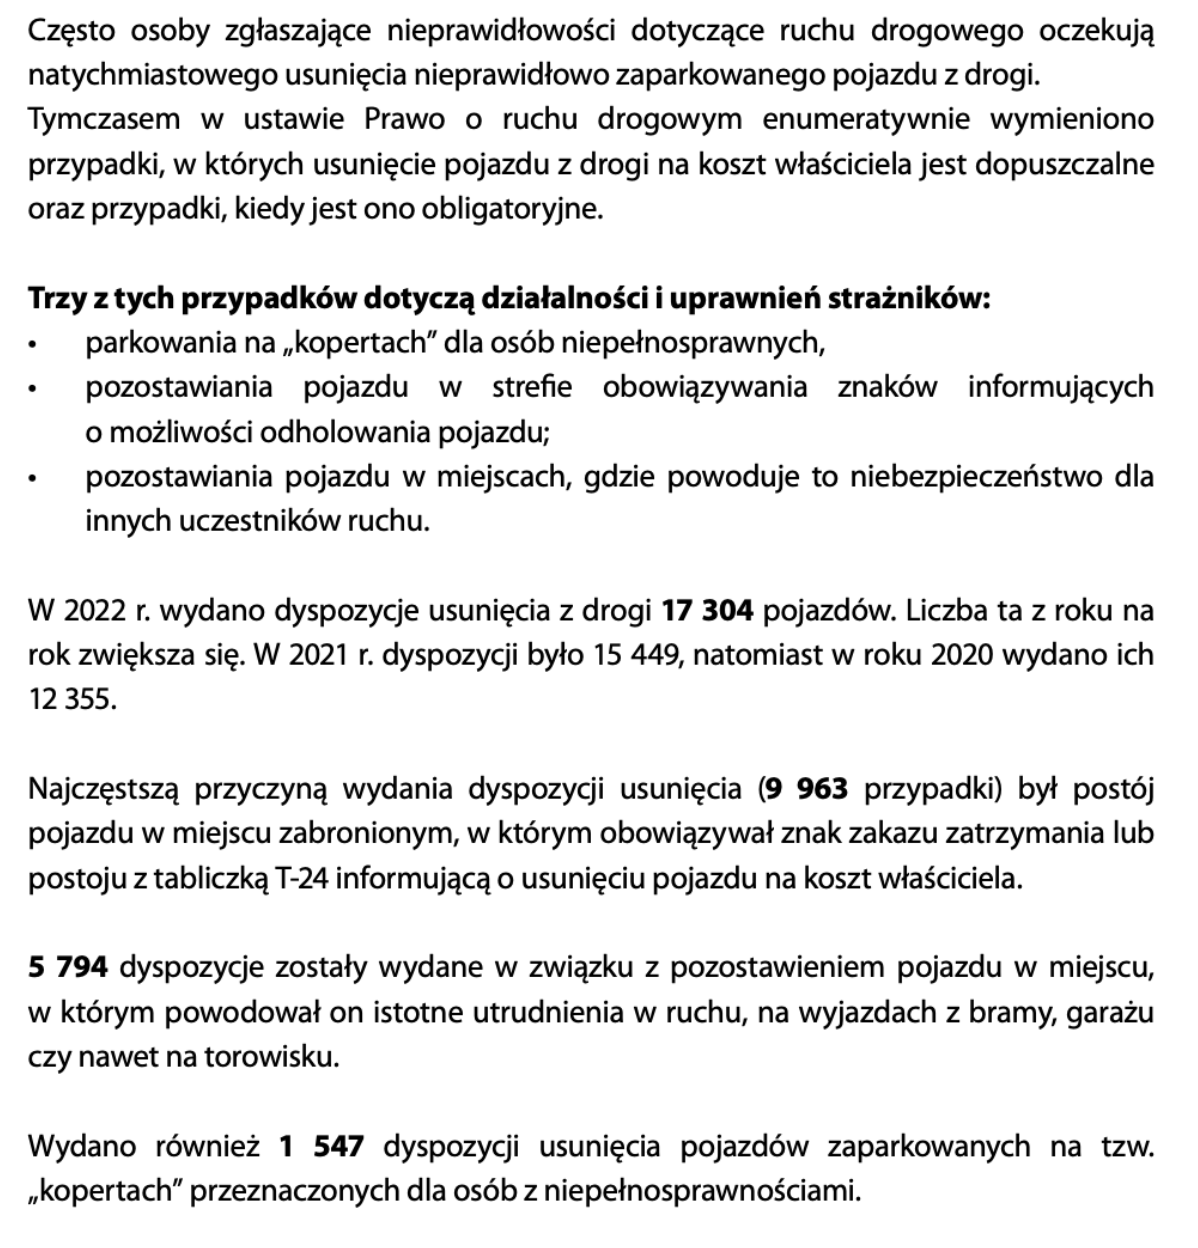 Często osoby zgłaszające nieprawidłowości dotyczące ruchu drogowego oczekują
natychmiastowego usunięcia nieprawidłowo zaparkowanego pojazdu z drogi.
Tymczasem w ustawie Prawo o ruchu drogowym enumeratywnie wymieniono
przypadki, w których usunięcie pojazdu z drogi na koszt właściciela jest dopuszczalne
oraz przypadki, kiedy jest ono obligatoryjne.
Trzy z tych przypadków dotyczą działalności i uprawnień strażników:
• parkowania na „kopertach” dla osób niepełnosprawnych,
• pozostawiania pojazdu w strefie obowiązywania znaków informujących
o możliwości odholowania pojazdu;
• pozostawiania pojazdu w miejscach, gdzie powoduje to niebezpieczeństwo dla
innych uczestników ruchu.
W 2022 r. wydano dyspozycje usunięcia z drogi 17 304 pojazdów. Liczba ta z roku na
rok zwiększa się. W 2021 r. dyspozycji było 15 449, natomiast w roku 2020 wydano ich
12 355.
Najczęstszą przyczyną wydania dyspozycji usunięcia (9 963 przypadki) był postój
pojazdu w miejscu zabronionym, w którym obowiązywał znak zakazu zatrzymania lub
postoju z tabliczką T-24 informującą o usunięciu pojazdu na koszt właściciela.
5 794 dyspozycje zostały wydane w związku z pozostawieniem pojazdu w miejscu,
w którym powodował on istotne utrudnienia w ruchu, na wyjazdach z bramy, garażu
czy nawet na torowisku.
Wydano również 1 547 dyspozycji usunięcia pojazdów zaparkowanych na tzw.
„kopertach” przeznaczonych dla osób z niepełnosprawnościami.